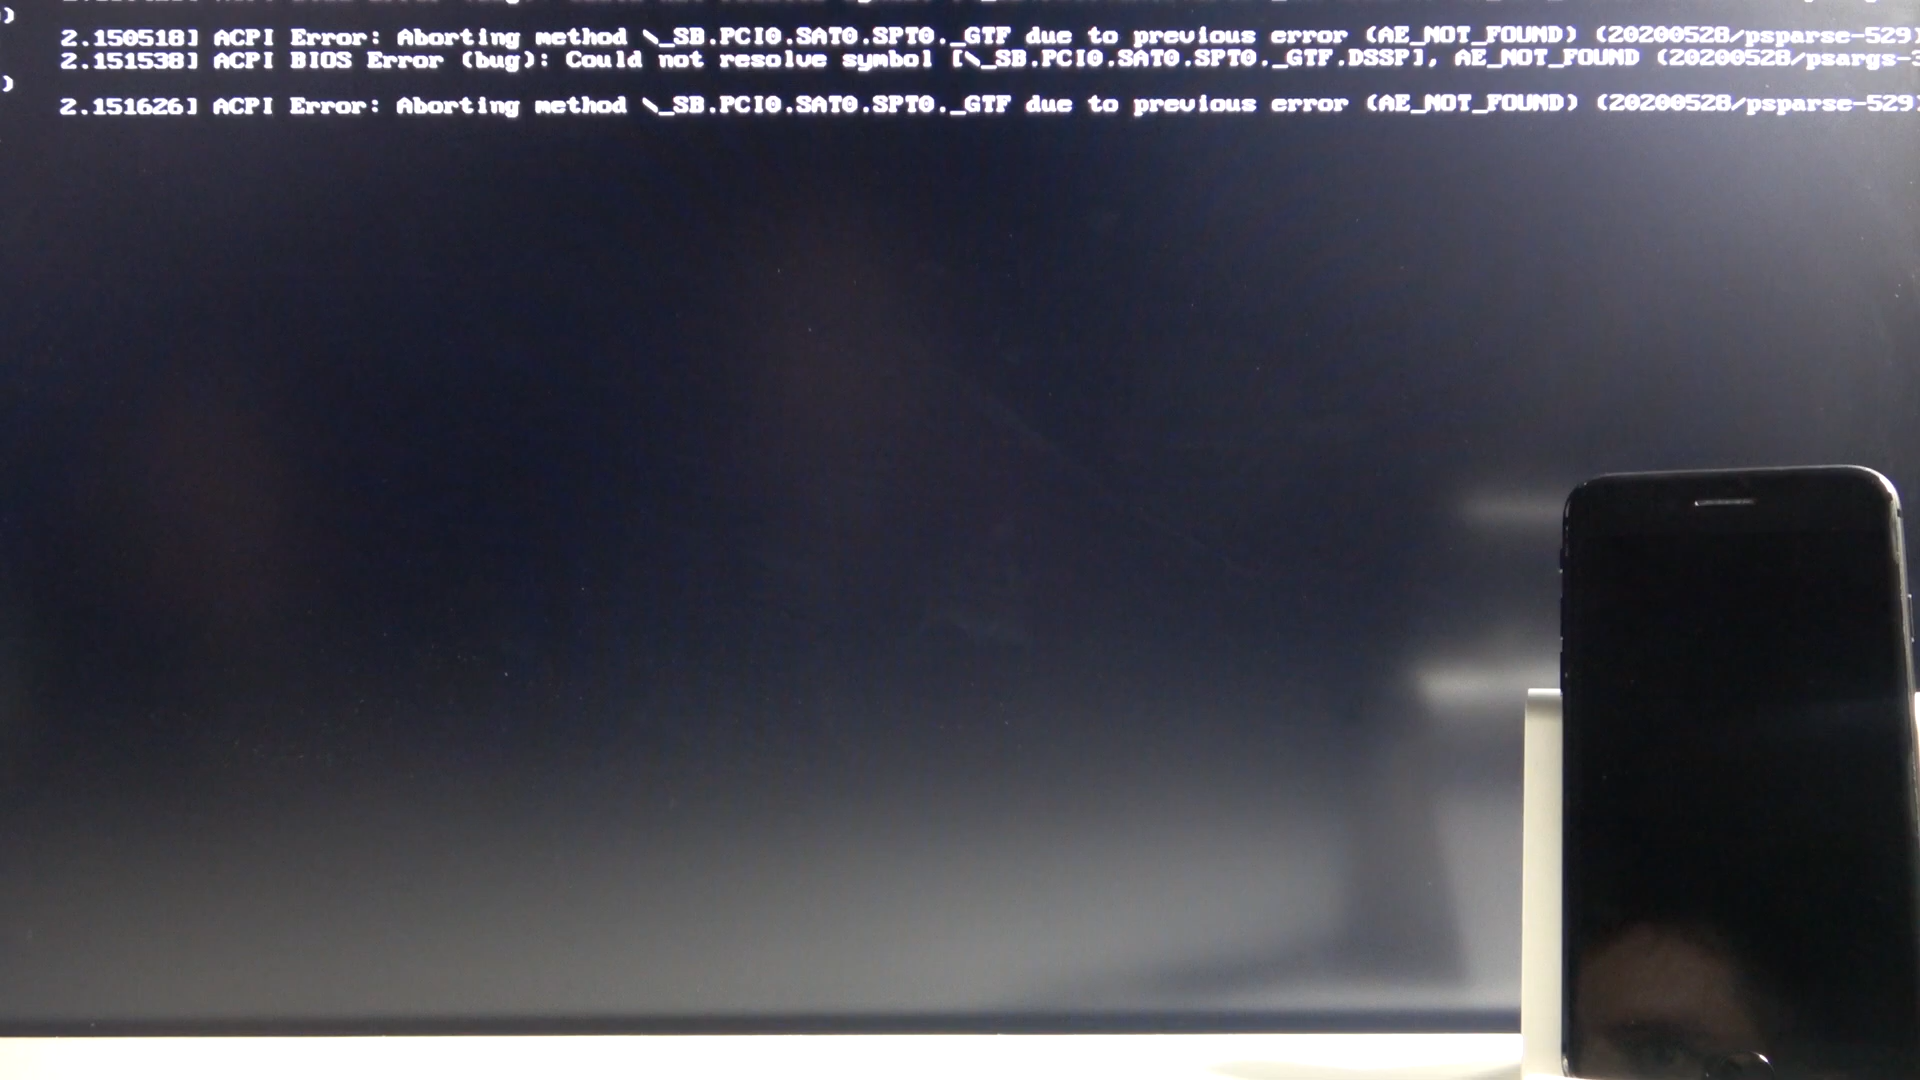 )
2.150518] ACPI Error: Aborting method \_SB.PCI0.SAT0.SPT0._GTF due to previous error (AE_NOT_FOUND) (20200528/psparse-529)
2.151538] ACPI BIOS Error (bug): Could not resolve symbol [\_SB.PCI0.SAT0.SPT0._GTF.DSSP], AE_NOT_FOUND (20200528/psargs-3
)
2.151626] ACPI Error: Aborting method \_SB.PCI0.SAT0.SPT0._GTF due to previous error (AE_NOT_FOUND) (20200528/psparse-529)